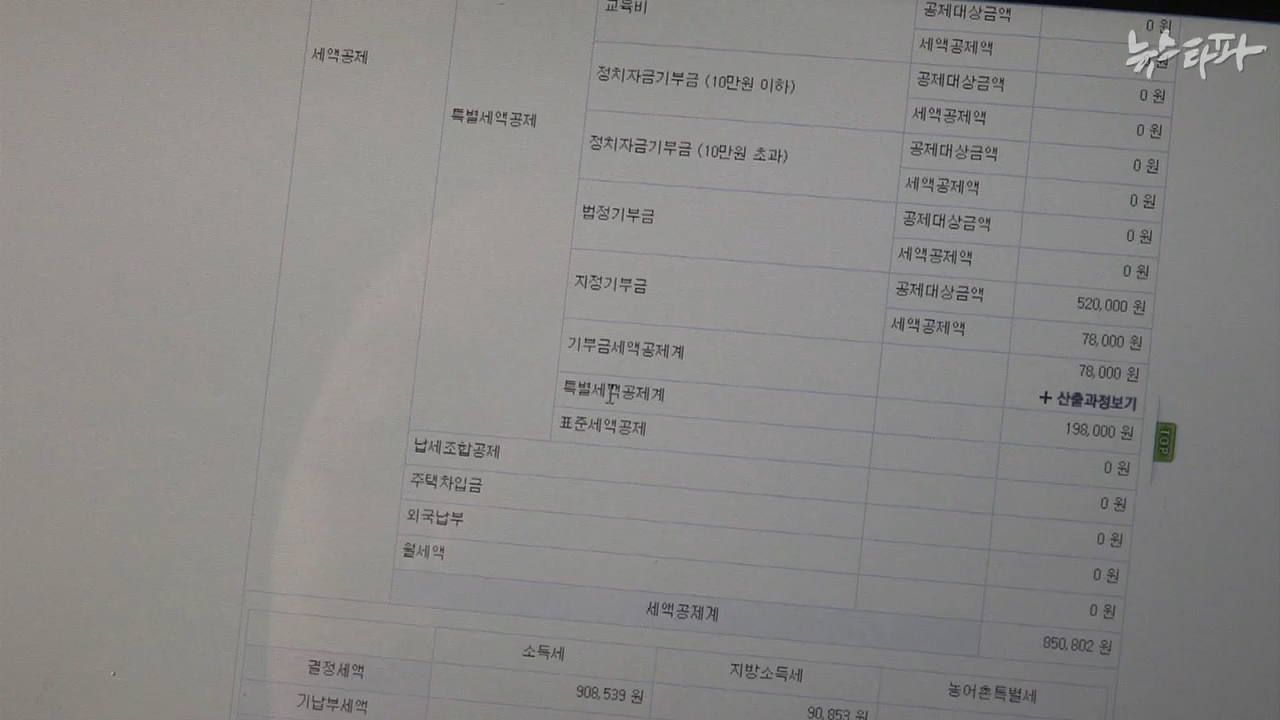 뉴스타파
교육비 공제대상금액 0 원
세액공제액 원
세액공제
정치자금기부금 (10만원 이하) 공제대상금액 0 원
특별세액공제
세액공제액 0 원
정치자금기부금 (10만원 초과) 공제대상금액 0 원
세액공제액 0 원
법정기부금 공제대상금액 0 원
세액공제액 0 원
지정기부금 공제대상금액 520,000 원
세액공제액 78,000 원
기부금세액공제계 78,000 원
특별세액공제계 + 산출과정보기
198,000 원
TOP
표준세액공제 0 원
납세조합공제 0 원
주택차입금 0 원
외국납부 0 원
월세액 0 원
세액공제계 850,802 원
소득세 지방소득세 농어촌특별세
결정세액 908,539 원 90,853 원
기납부세액